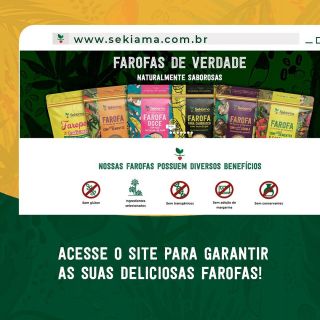 www.sekiama.com.br
FAROFAS DE VERDADE
NATURALMENTE SABOROSAS
Sekiama
FAROFA
FAROFA
DOCE
FAROFA
FAROFA
FAROFA
NOSSAS FAROFAS POSSUEM DIVERSOS BENEFÍCIOS
Sem glúten
Ingredientes
selecionados
Sem transgênicos
Sem adição de
margarina
Sem conservantes
ACESSE O SITE PARA GARANTIR
AS SUAS DELICIOSAS FAROFAS!